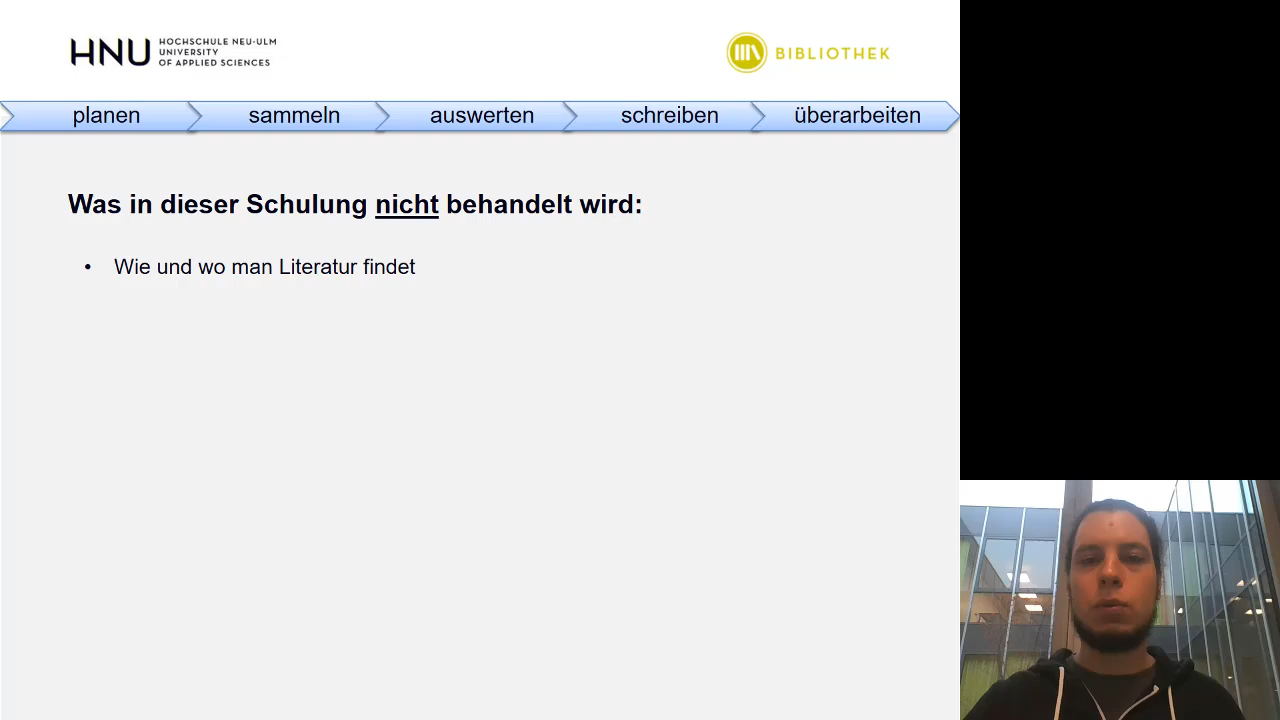 HNU HOCHSCHULE NEU-ULM
UNIVERSITY
OF APPLIED SCIENCES
BIBLIOTHEK
planen sammeln auswerten schreiben überarbeiten
Was in dieser Schulung nicht behandelt wird:
• Wie und wo man Literatur findet